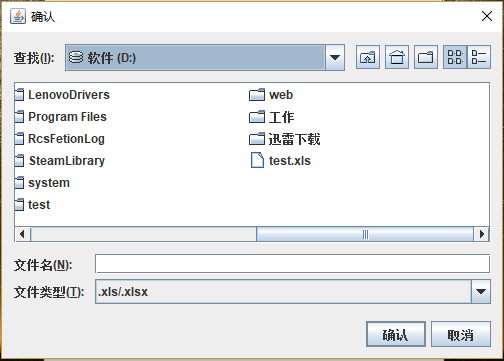 确认
查找(I): 软件 (D:)
LenovoDrivers
Program Files
RcsFetionLog
SteamLibrary
system
test
web
工作
迅雷下载
test.xls
文件名(N):
文件类型(T): .xls/.xlsx
确认 取消